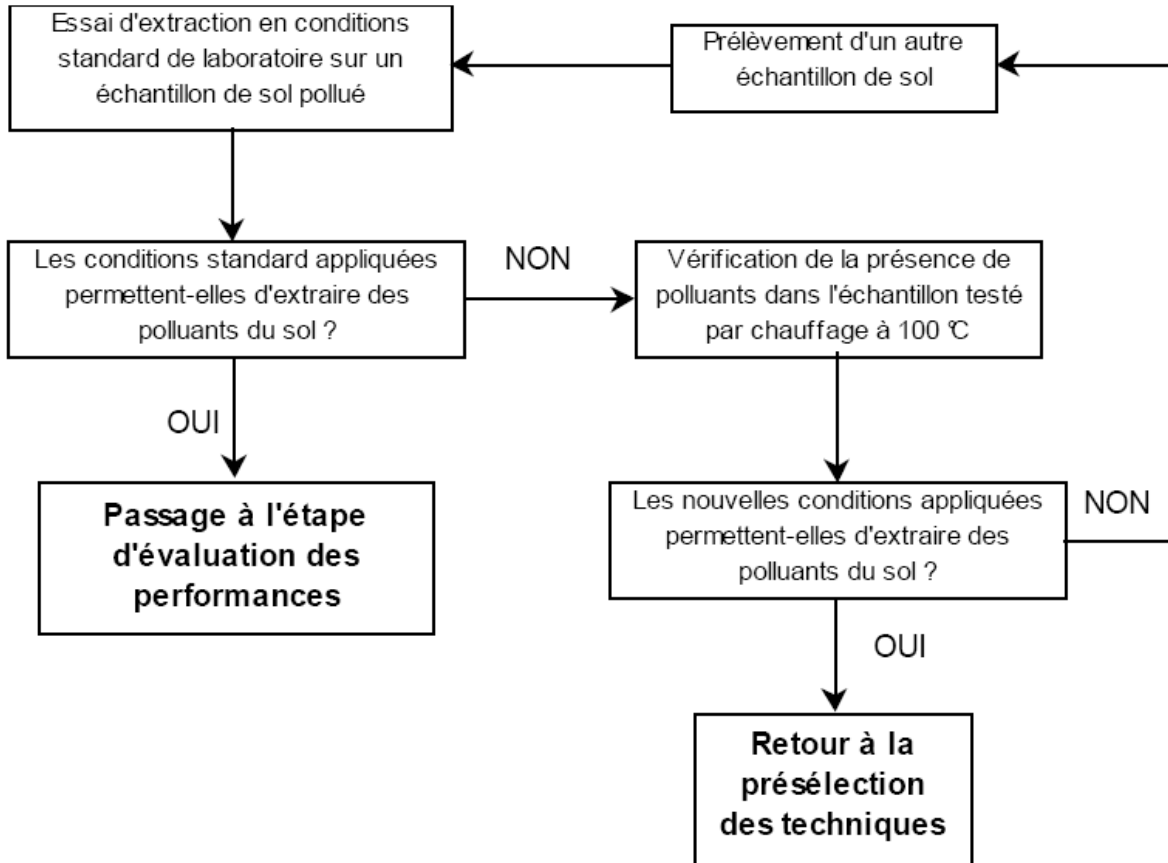 Essai d'extraction en conditions
standard de laboratoire sur un
échantillon de sol pollué
Prélèvement d'un autre
échantillon de sol
Les conditions standard appliquées
permettent-elles d'extraire des
polluants du sol ?
NON
Vérification de la présence de
polluants dans l'échantillon testé
par chauffage à 100 °C
OUI
Passage à l'étape
d'évaluation des
performances
Les nouvelles conditions appliquées
permettent-elles d'extraire des
polluants du sol ?
NON
OUI
Retour à la
présélection
des techniques